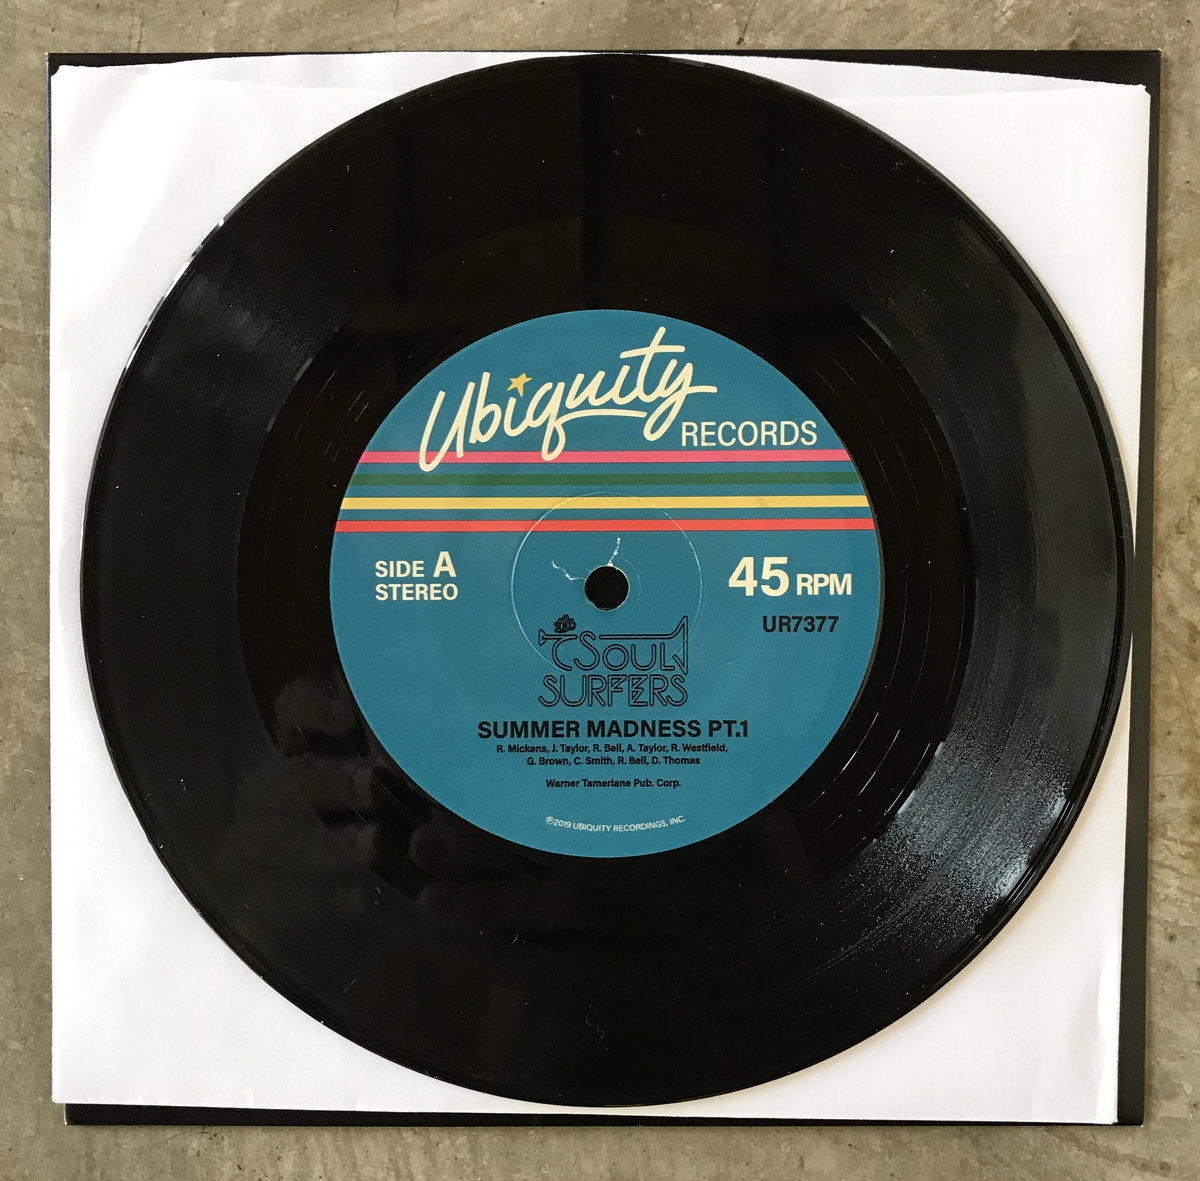 Ubiquity
RECORDS
SIDE A
STEREO
45 RPM
UR7377
the
SOUL
SURFERS
SUMMER MADNESS PT.1
R. Mickens, J. Taylor, R. Bell, A. Taylor, R. Westfield,
G. Brown, C. Smith, R. Bell, D. Thomas
Warner Tamerlane Pub. Corp.
℗2019 UBIQUITY RECORDINGS, INC.